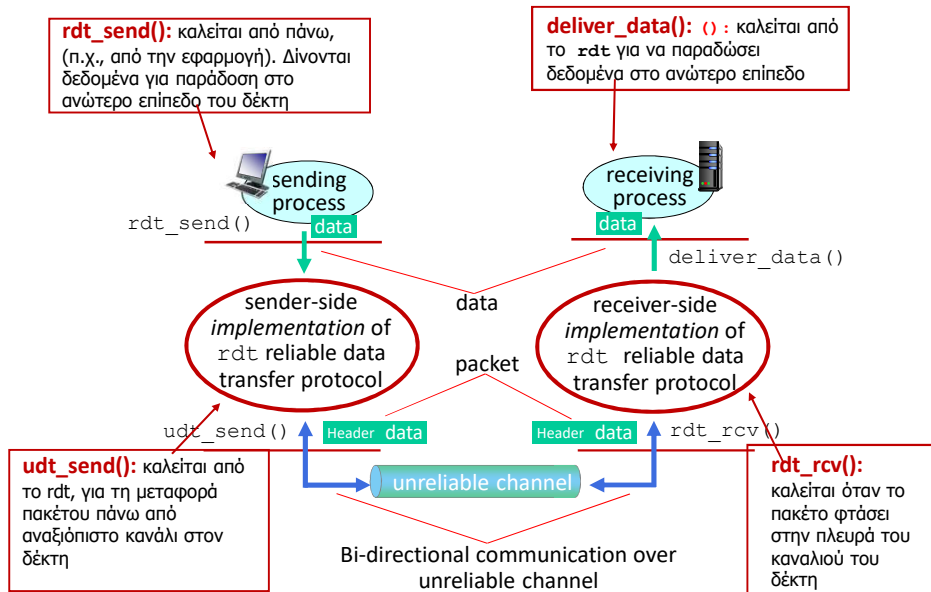 rdt_send(): καλείται από πάνω,
(π.χ., από την εφαρμογή). Δίνονται
δεδομένα για παράδοση στο
ανώτερο επίπεδο του δέκτη
deliver_data(): (): καλείται από
το rdt για να παραδώσει
δεδομένα στο ανώτερο επίπεδο
sending
process
receiving
process
rdt_send()
data
data
deliver_data()
data
sender-side
implementation of
rdt reliable data
transfer protocol
receiver-side
implementation of
rdt reliable data
transfer protocol
packet
udt_send()
Header data
Header data
rdt_rcv()
unreliable channel
udt_send(): καλείται από
το rdt, για τη μεταφορά
πακέτου πάνω από
αναξιόπιστο κανάλι στον
δέκτη
rdt_rcv():
καλείται όταν το
πακέτο φτάσει
στην πλευρά του
καναλιού του
δέκτη
Bi-directional communication over
unreliable channel